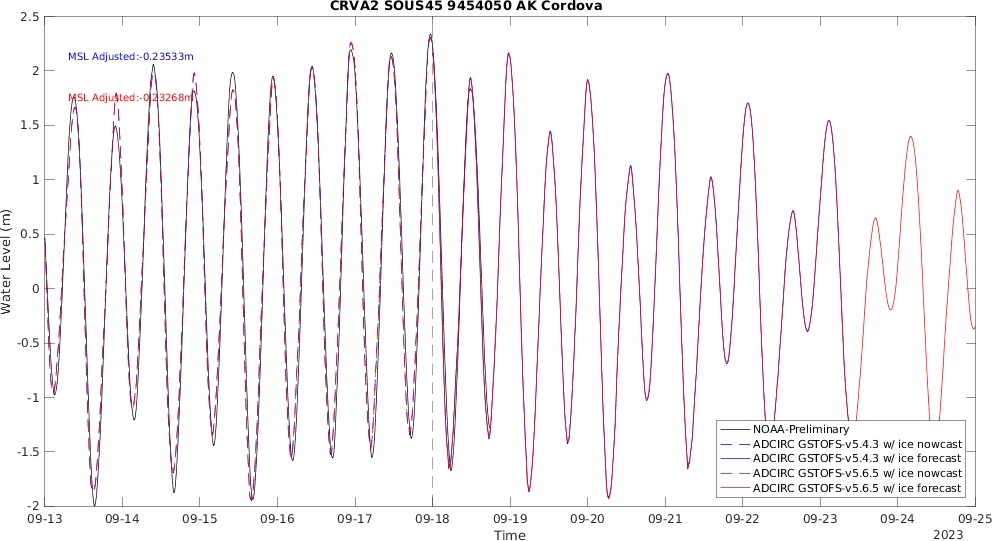 CRVA2 SOUS45 9454050 AK Cordova
MSL Adjusted:-0.23533m
MSL Adjusted:-0.23268m
Water Level (m)
2.5
2
1.5
1
0.5
0
-0.5
-1
-1.5
-2
09-13 09-14 09-15 09-16 09-17 09-18 09-19 09-20 09-21 09-22 09-23 09-24 09-25
Time
2023
NOAA-Preliminary
ADCIRC GSTOFS-v5.4.3 w/ ice nowcast
ADCIRC GSTOFS-v5.4.3 w/ ice forecast
ADCIRC GSTOFS-v5.6.5 w/ ice nowcast
ADCIRC GSTOFS-v5.6.5 w/ ice forecast